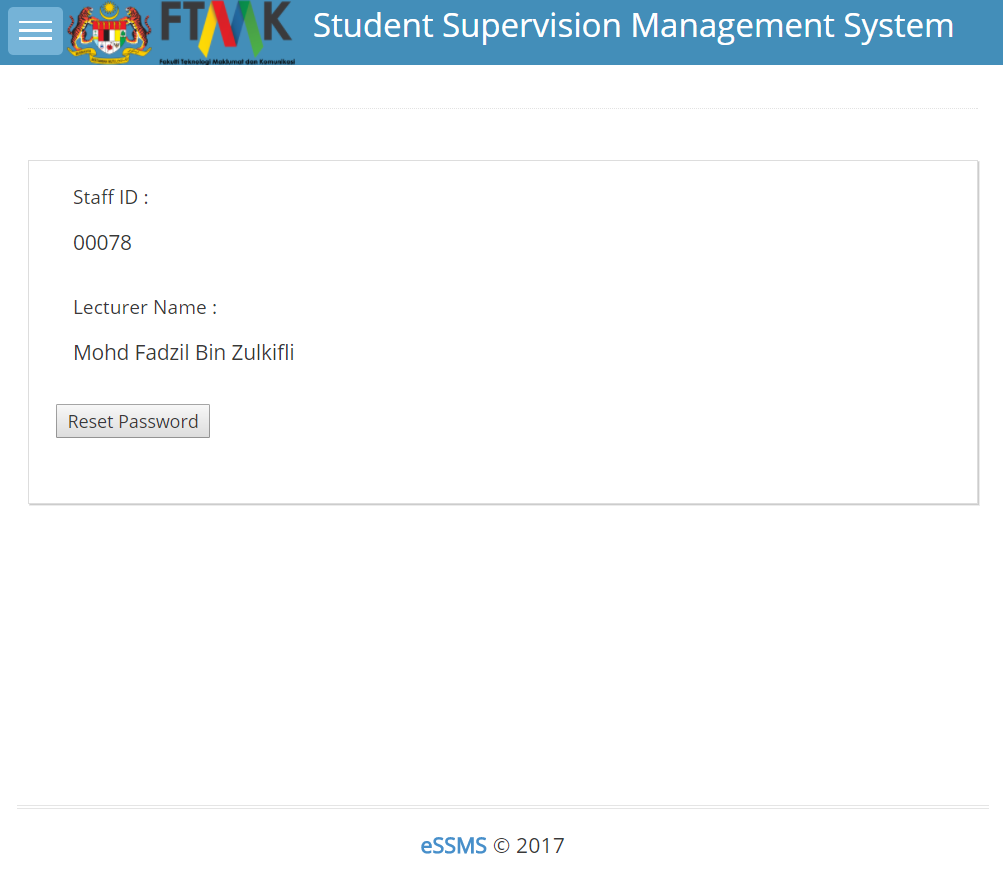 FTMK
Fakulti Teknologi Maklumat dan Komunikasi
Student Supervision Management System
Staff ID :
00078
Lecturer Name :
Mohd Fadzil Bin Zulkifli
Reset Password
eSSMS © 2017